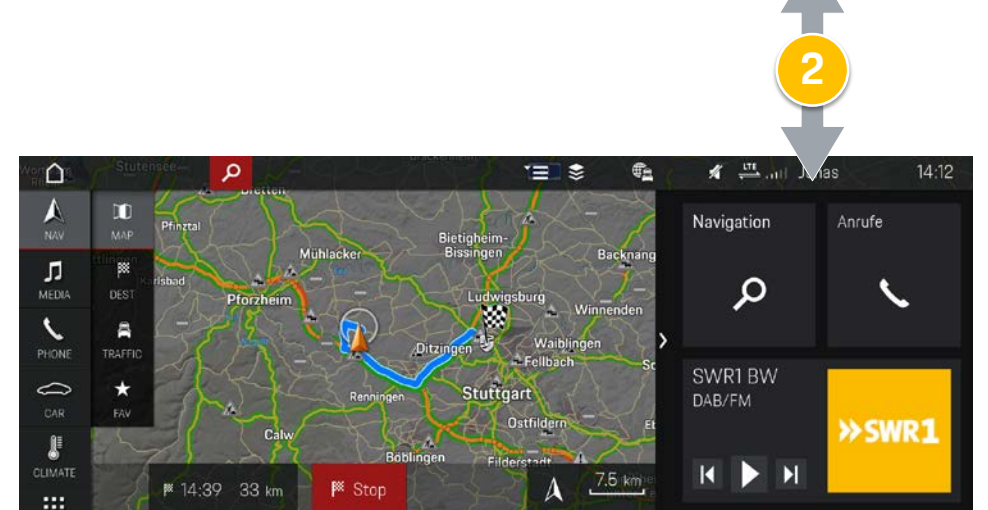 2
Stutensee
LTE
14:12
NAV
MAP
MEDIA
DEST
PHONE
TRAFFIC
CAR
FAV
CLIMATE
Bretten
Pfinztal
Mühlacker
Bietigheim-
Bissingen
Backnang
Pforzheim
Ludwigsburg
Winnenden
Ditzingen
Waiblingen
Fellbach
Renningen
Stuttgart
Ostfildern
Calw
Böblingen
Filderstadt
14:39 33 km
Stop
7.5 km
Navigation
Anrufe
SWR1 BW
DAB/FM
SWR1